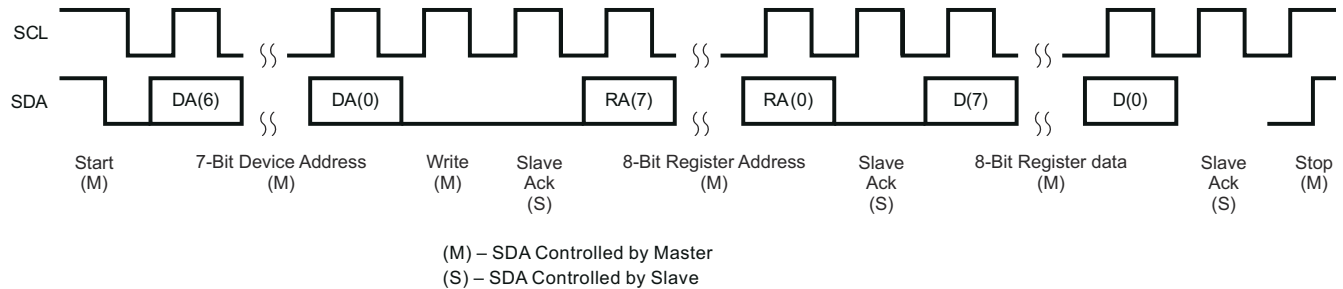 SCL
SDA
DA(6)
DA(0)
RA(7)
RA(0)
D(7)
D(0)
Start
(M)
7-Bit Device Address
(M)
Write
(M)
Slave
Ack
(S)
8-Bit Register Address
(M)
Slave
Ack
(S)
8-Bit Register data
(M)
Slave
Ack
(S)
Stop
(M)
(M) – SDA Controlled by Master
(S) – SDA Controlled by Slave